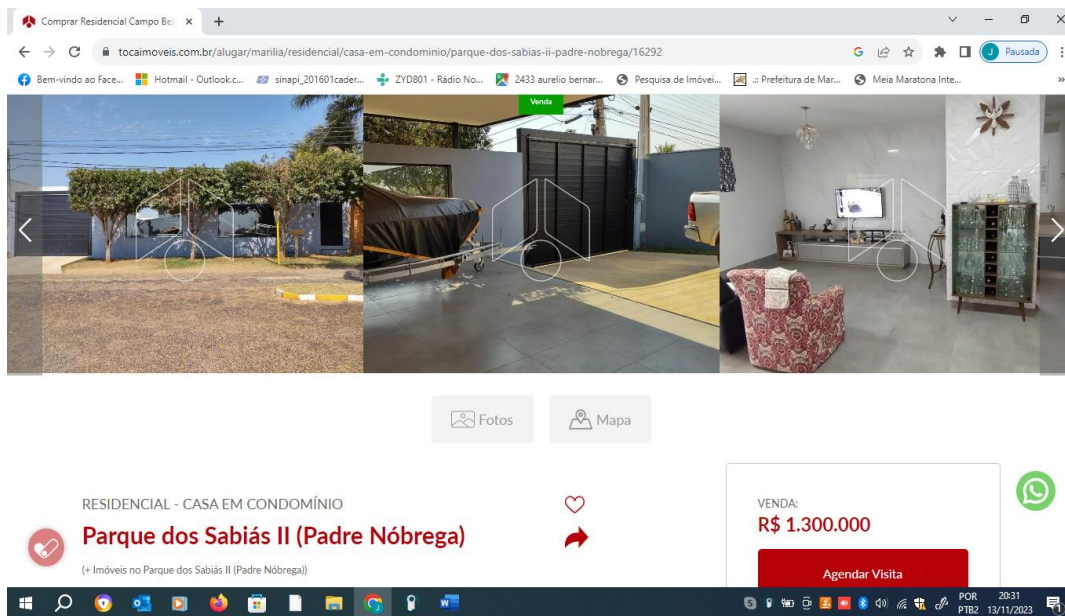 Comprar Residencial Campo Bel
tocaimoveis.com.br/alugar/marilia/residencial/casa-em-condominio/parque-dos-sabias-ii-padre-nobrega/16292
J Pausada
Bem-vindo ao Face... Hotmail - Outlook.c... sinapi_201601cader... ZYD801 - Rádio No... 2433 aurelio bernar... Pesquisa de Imóvei... .:: Prefeitura de Mar... Meia Maratona Inte...
Venda
Fotos Mapa
RESIDENCIAL - CASA EM CONDOMÍNIO
Parque dos Sabiás II (Padre Nóbrega)
(+ Imóveis no Parque dos Sabiás II (Padre Nóbrega))
VENDA:
R$ 1.300.000
Agendar Visita
POR 20:31
PTB2 13/11/2023